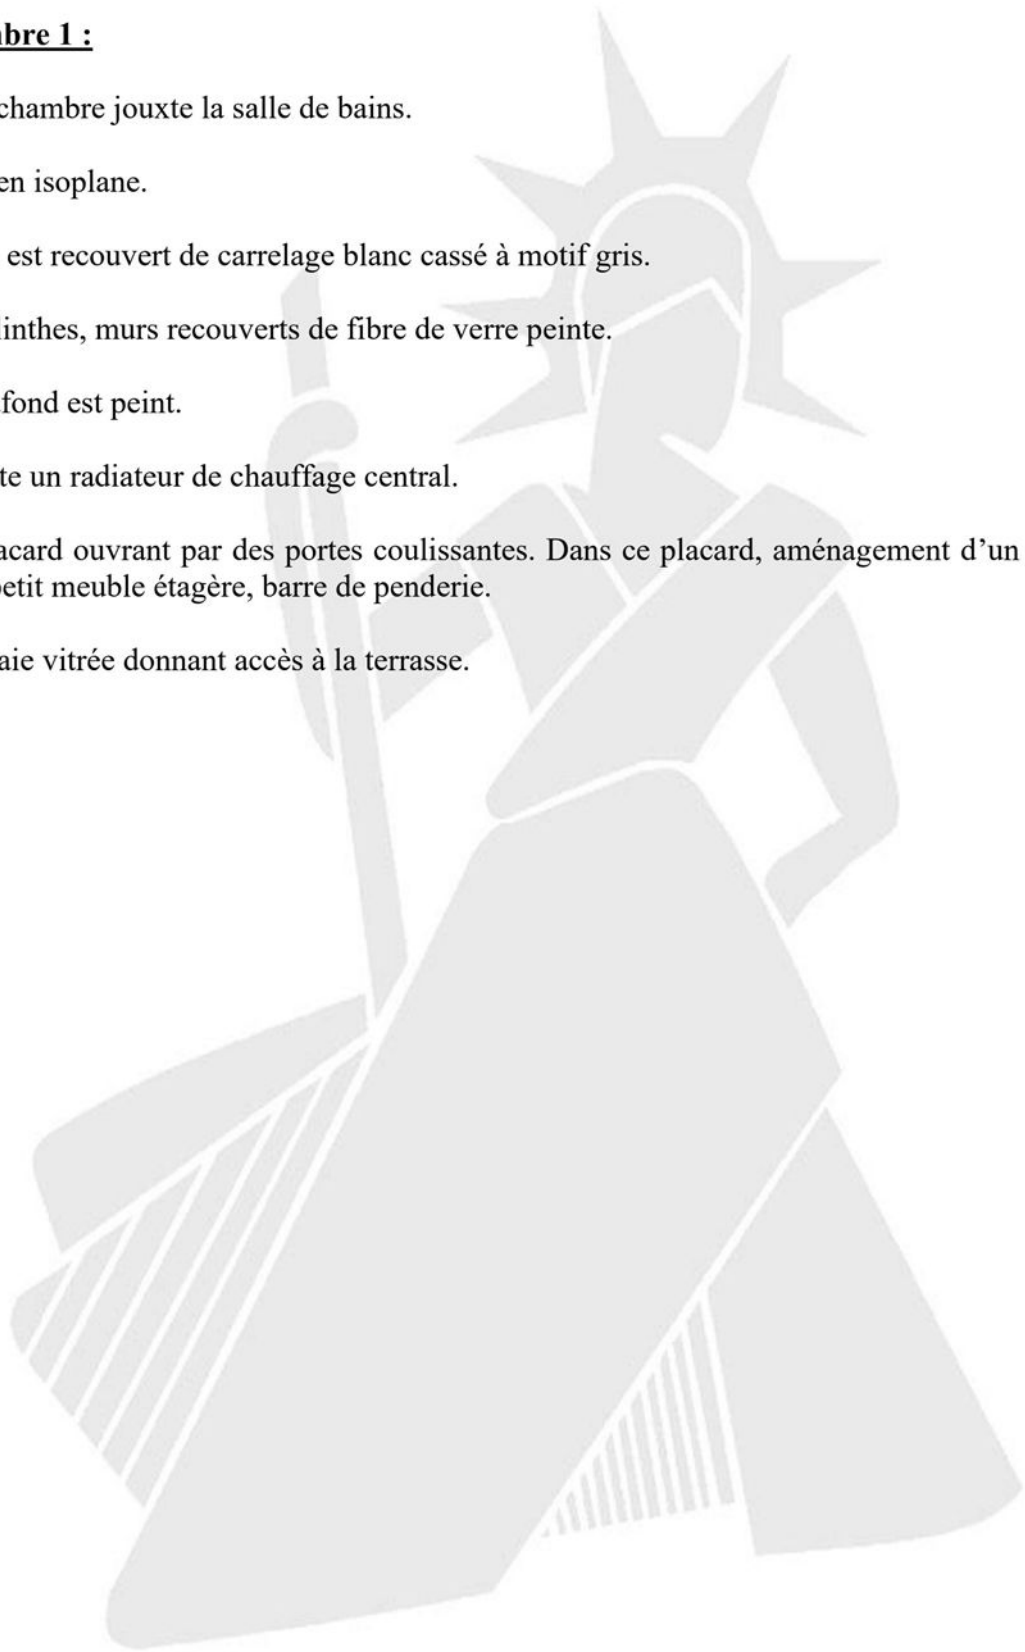 bre 1 :
chambre jouxte la salle de bains.
en isoplane.
est recouvert de carrelage blanc cassé à motif gris.
linthes, murs recouverts de fibre de verre peinte.
fond est peint.
te un radiateur de chauffage central.
acard ouvrant par des portes coulissantes. Dans ce placard, aménagement d’un
petit meuble étagère, barre de penderie.
aie vitrée donnant accès à la terrasse.